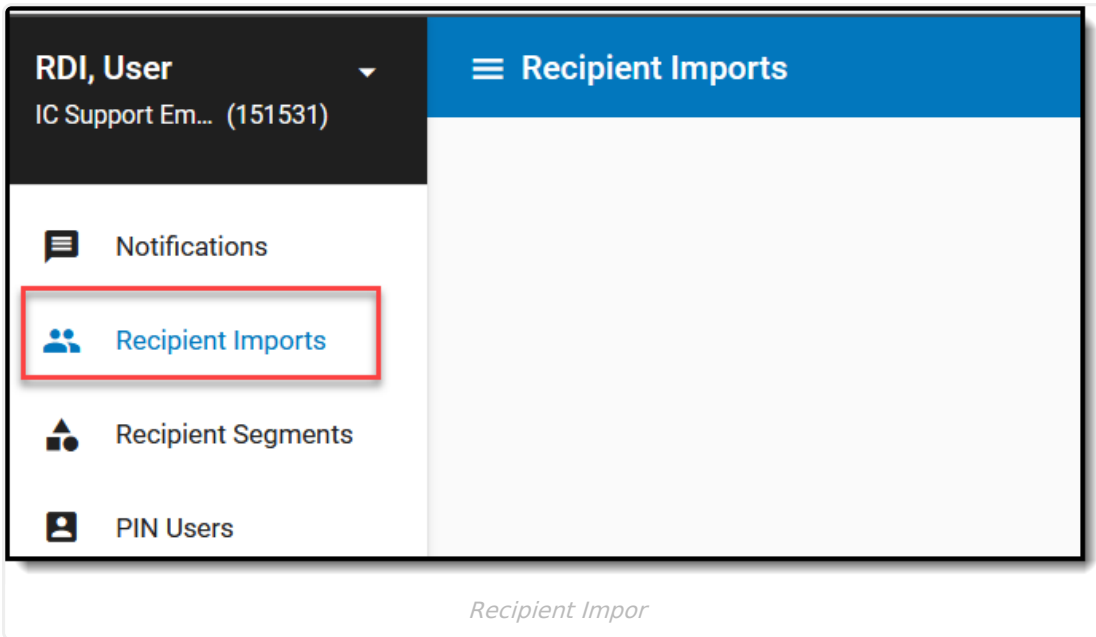 RDI, User
IC Support Em... (151531)
Recipient Imports
Notifications
Recipient Imports
Recipient Segments
PIN Users
Recipient Impor